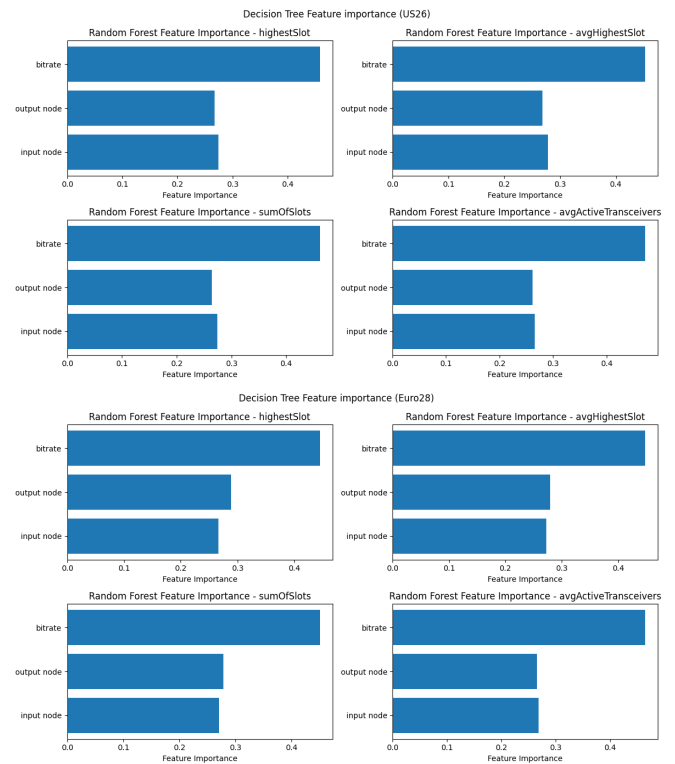 Decision Tree Feature importance (US26)
Random Forest Feature Importance - highestSlot
bitrate
output node
input node
0.0 0.1 0.2 0.3 0.4
Feature Importance
Random Forest Feature Importance - avgHighestSlot
bitrate
output node
input node
0.0 0.1 0.2 0.3 0.4
Feature Importance
Random Forest Feature Importance - sumOfSlots
bitrate
output node
input node
0.0 0.1 0.2 0.3 0.4
Feature Importance
Random Forest Feature Importance - avgActiveTransceivers
bitrate
output node
input node
0.0 0.1 0.2 0.3 0.4
Feature Importance
Decision Tree Feature importance (Euro28)
Random Forest Feature Importance - highestSlot
bitrate
output node
input node
0.0 0.1 0.2 0.3 0.4
Feature Importance
Random Forest Feature Importance - avgHighestSlot
bitrate
output node
input node
0.0 0.1 0.2 0.3 0.4
Feature Importance
Random Forest Feature Importance - sumOfSlots
bitrate
output node
input node
0.0 0.1 0.2 0.3 0.4
Feature Importance
Random Forest Feature Importance - avgActiveTransceivers
bitrate
output node
input node
0.0 0.1 0.2 0.3 0.4
Feature Importance